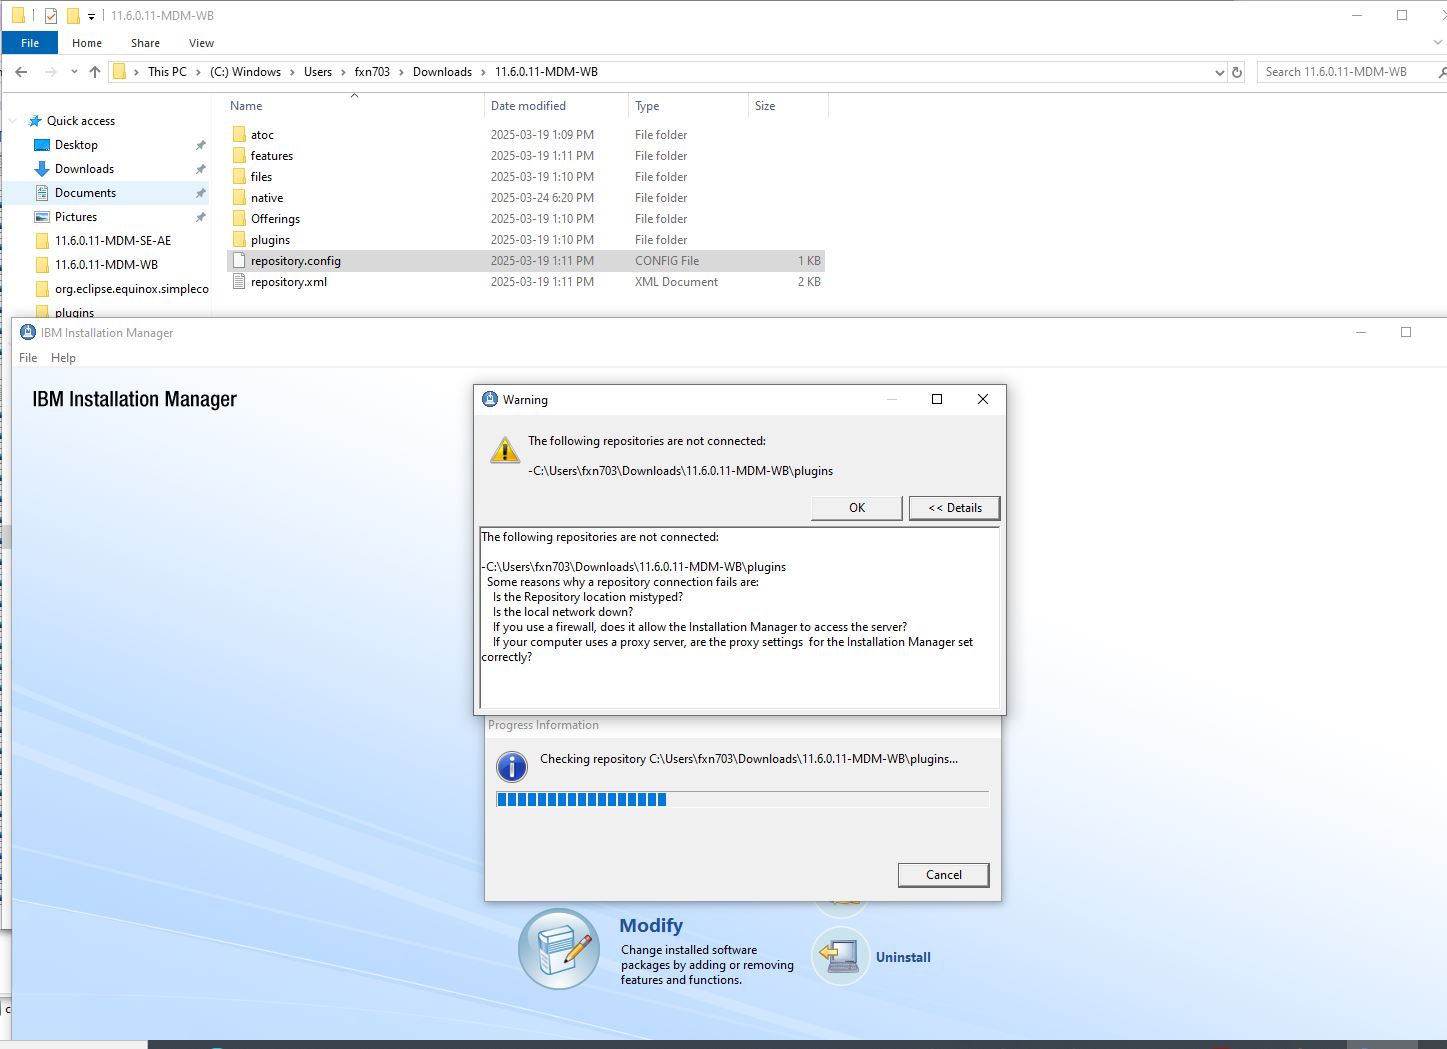 11.6.0.11-MDM-WB
File Home Share View
This PC > (C:) Windows > Users > fxn703 > Downloads > 11.6.0.11-MDM-WB
Search 11.6.0.11-MDM-WB
Name Date modified Type Size
Quick access
Desktop
Downloads
Documents
Pictures
11.6.0.11-MDM-SE-AE
11.6.0.11-MDM-WB
org.eclipse.equinox.simpleco
plugins
atoc 2025-03-19 1:09 PM File folder
features 2025-03-19 1:11 PM File folder
files 2025-03-19 1:10 PM File folder
native 2025-03-24 6:20 PM File folder
Offerings 2025-03-19 1:10 PM File folder
plugins 2025-03-19 1:10 PM File folder
repository.config 2025-03-19 1:11 PM CONFIG File 1 KB
repository.xml 2025-03-19 1:11 PM XML Document 2 KB
IBM Installation Manager
File Help
IBM Installation Manager
Warning
The following repositories are not connected:
-C:\Users\fxn703\Downloads\11.6.0.11-MDM-WB\plugins
OK << Details
The following repositories are not connected:
-C:\Users\fxn703\Downloads\11.6.0.11-MDM-WB\plugins
Some reasons why a repository connection fails are:
Is the Repository location mistyped?
Is the local network down?
If you use a firewall, does it allow the Installation Manager to access the server?
If your computer uses a proxy server, are the proxy settings  for the Installation Manager set
correctly?
Progress Information
Checking repository C:\Users\fxn703\Downloads\11.6.0.11-MDM-WB\plugins...
Cancel
Modify
Change installed software
packages by adding or removing
features and functions.
Uninstall